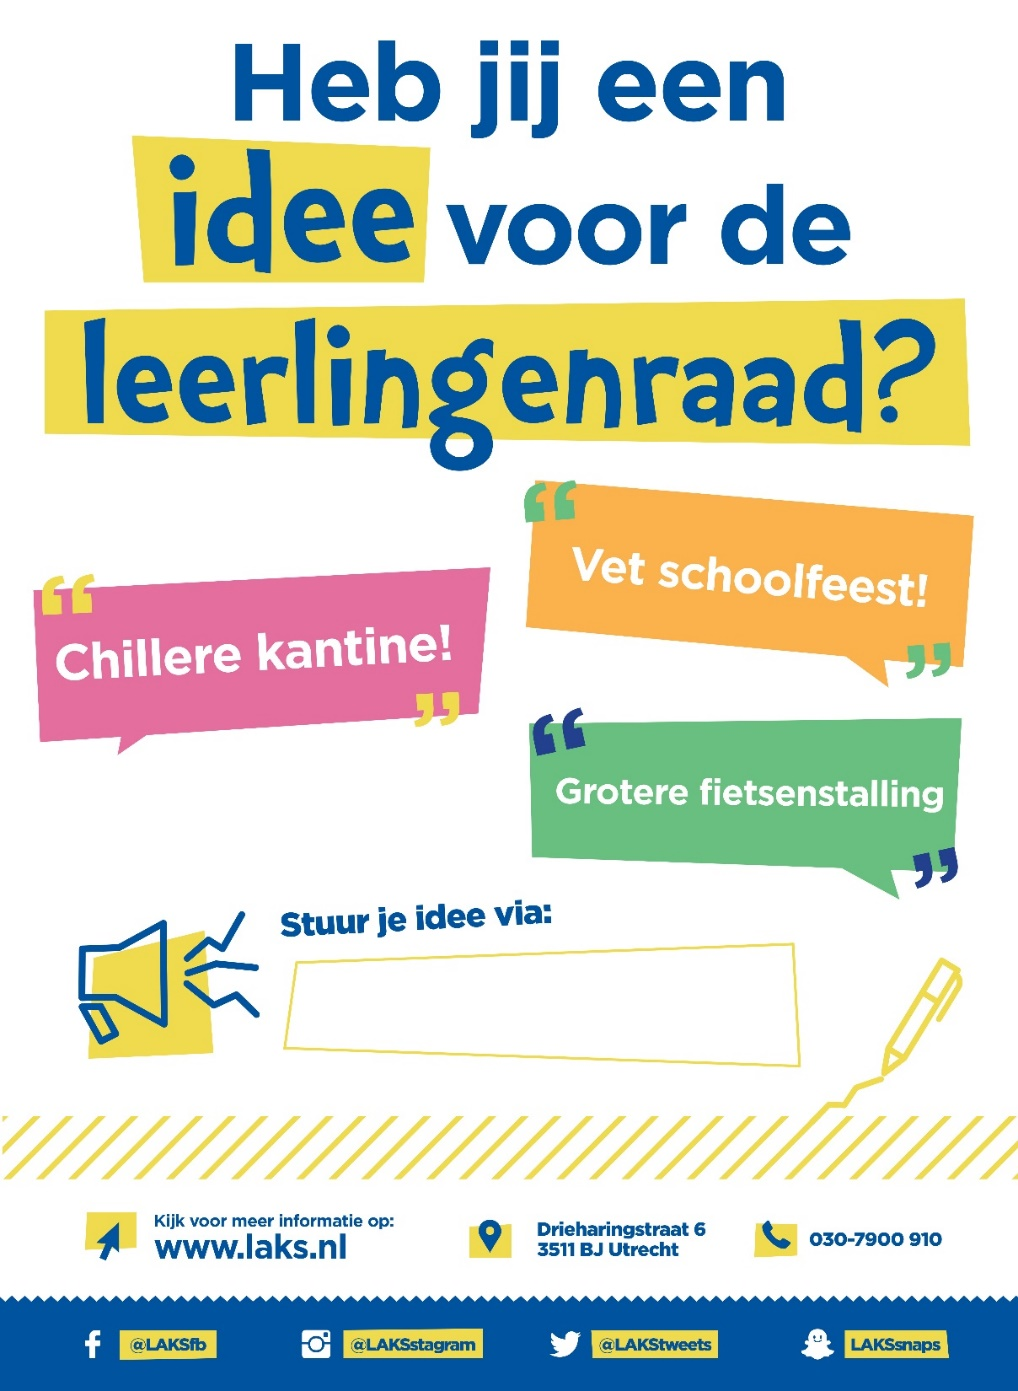 Heb jij een
idee voor de
leerlingenraad?
“
Vet schoolfeest!
”
“
Chillere kantine!
”
“
Grotere fietsenstalling
”
Stuur je idee via:
Kijk voor meer informatie op:
www.laks.nl
Drieharingstraat 6
3511 BJ Utrecht
030-7900 910
@LAKSfb
@LAKSstagram
@LAKStweets
LAKSsnaps